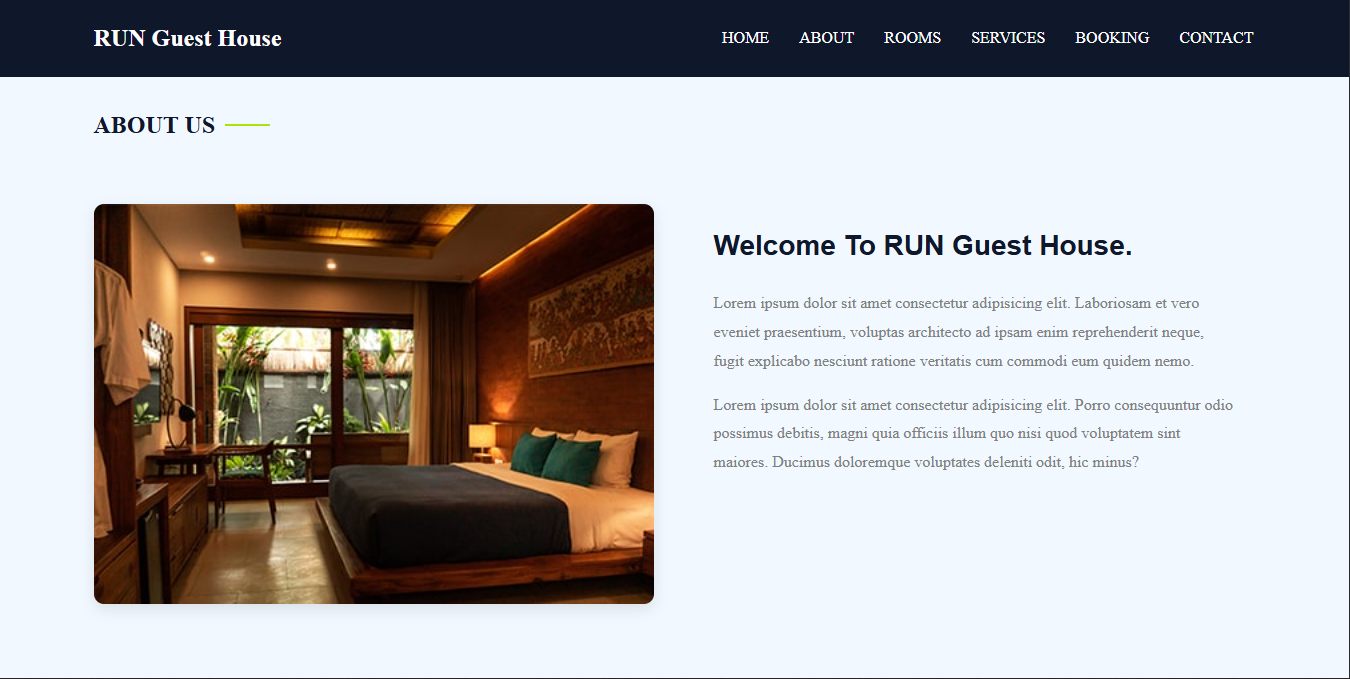 RUN Guest House
HOME ABOUT ROOMS SERVICES BOOKING CONTACT
ABOUT US
Welcome To RUN Guest House.
Lorem ipsum dolor sit amet consectetur adipisicing elit. Laboriosam et vero
eveniet praesentium, voluptas architecto ad ipsam enim reprehenderit neque,
fugit explicabo nesciunt ratione veritatis cum commodi eum quidem nemo.
Lorem ipsum dolor sit amet consectetur adipisicing elit. Porro consequuntur odio
possimus debitis, magni quia officiis illum quo nisi quod voluptatem sint
maiores. Ducimus doloremque voluptates deleniti odit, hic minus?